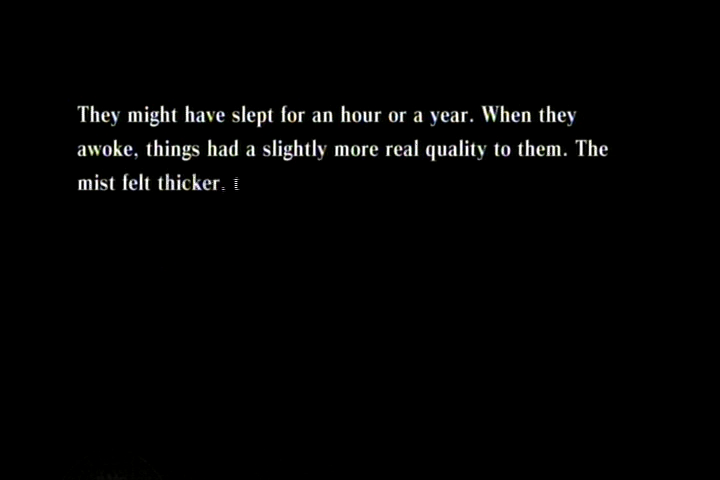 They might have slept for an hour or a year. When they
awoke, things had a slightly more real quality to them. The
mist felt thicker.